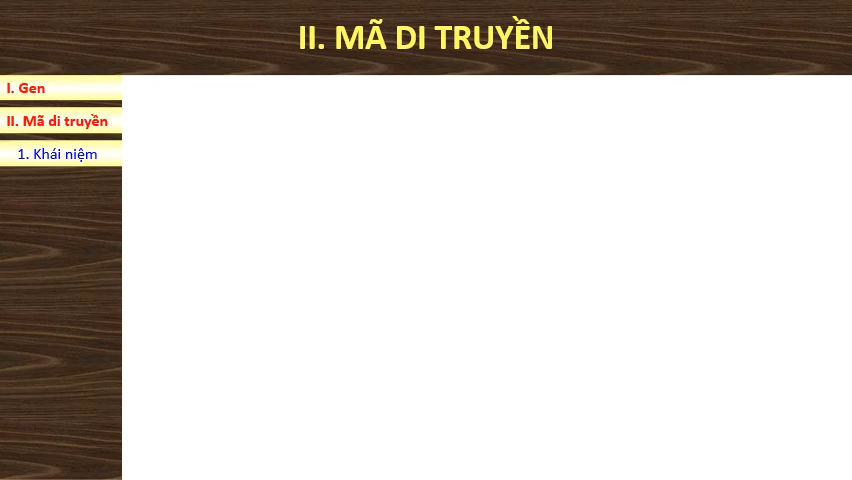 II. MÃ DI TRUYỀN
I. Gen
II. Mã di truyền
1. Khái niệm